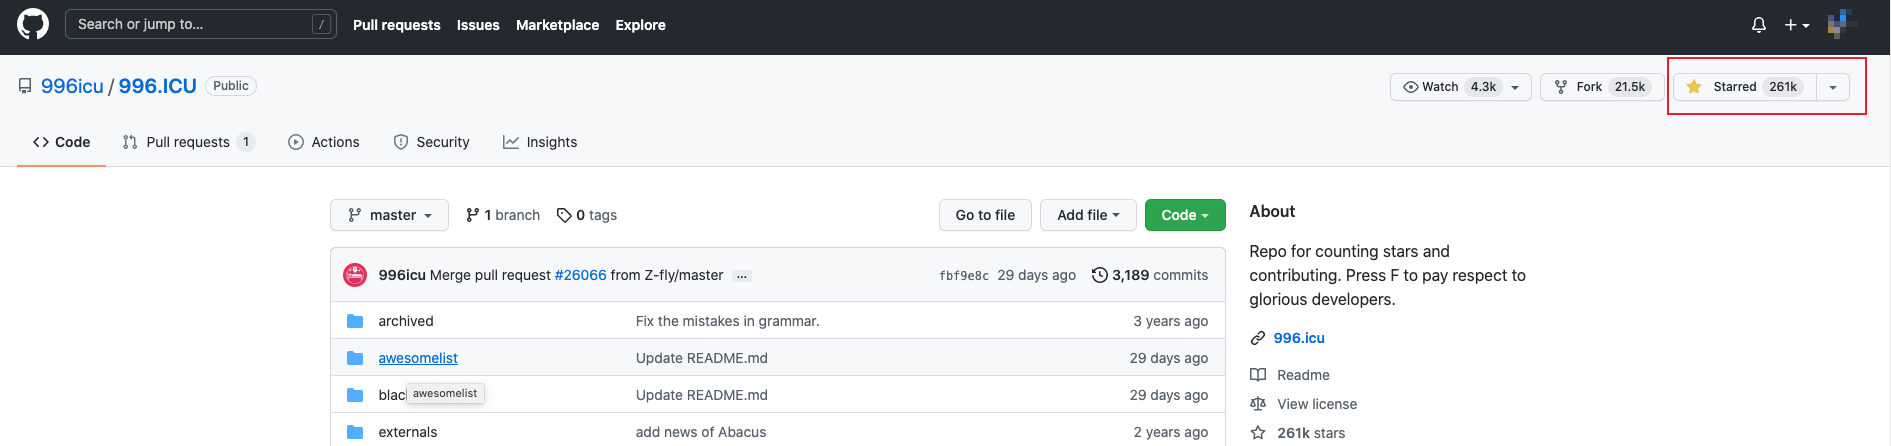 Search or jump to... / Pull requests Issues Marketplace Explore
996icu / 996.ICU Public Watch 4.3k Fork 21.5k Starred 261k
Code Pull requests 1 Actions Security Insights
master 1 branch 0 tags Go to file Add file Code
About
Repo for counting stars and
contributing. Press F to pay respect to
glorious developers.
996.icu
Readme
View license
261k stars
996icu Merge pull request #26066 from Z-fly/master ... fbf9e8c 29 days ago 3,189 commits
archived Fix the mistakes in grammar. 3 years ago
awesomelist Update README.md 29 days ago
blac awesomelist Update README.md 29 days ago
externals add news of Abacus 2 years ago